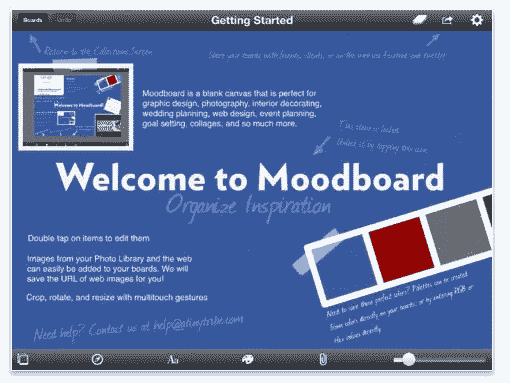 Boards
Undo
Getting Started
Return to the Collections Screen
Share your boards with friends, clients, or on the web via Facebook and Twitter
Welcome to Moodboard!
Moodboard is a blank canvas that is perfect for
graphic design, photography, interior decorating,
wedding planning, web design, event planning,
goal setting, collages, and so much more.
This items is locked.
Unlock it by tapping this icon.
Welcome to Moodboard
Organize Inspiration
Double tap on items to edit them
Images from your Photo Library and the web
can easily be added to your boards. We will
save the URL of web images for you!
Crop, rotate, and resize with multitouch gestures
Need to save those perfect colors? Palettes can be created
from colors directly on your boards, or by entering RGB or
Hex values directly.
Need help? Contact us at help@atinytribe.com
Aa